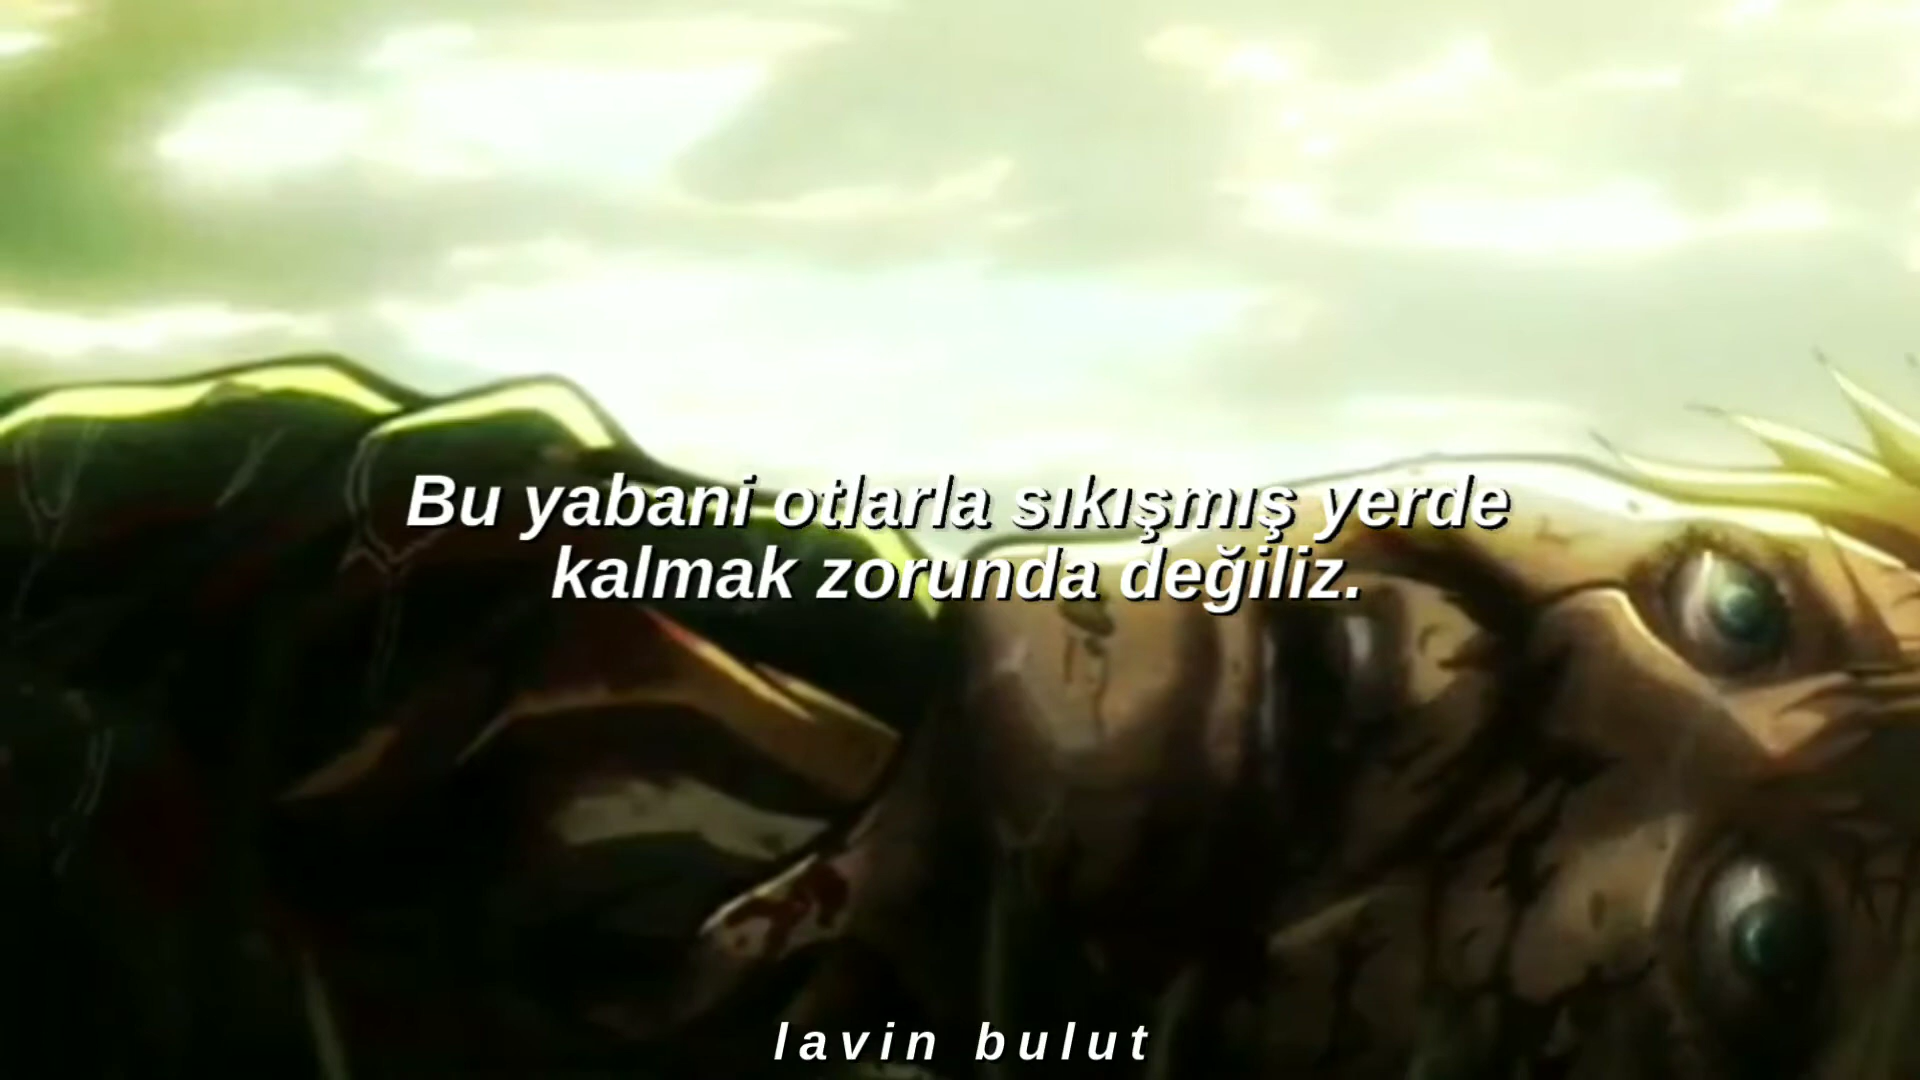 Bu yabani otlarla sıkışmış yerde
kalmak zorunda değiliz.
lavin bulut